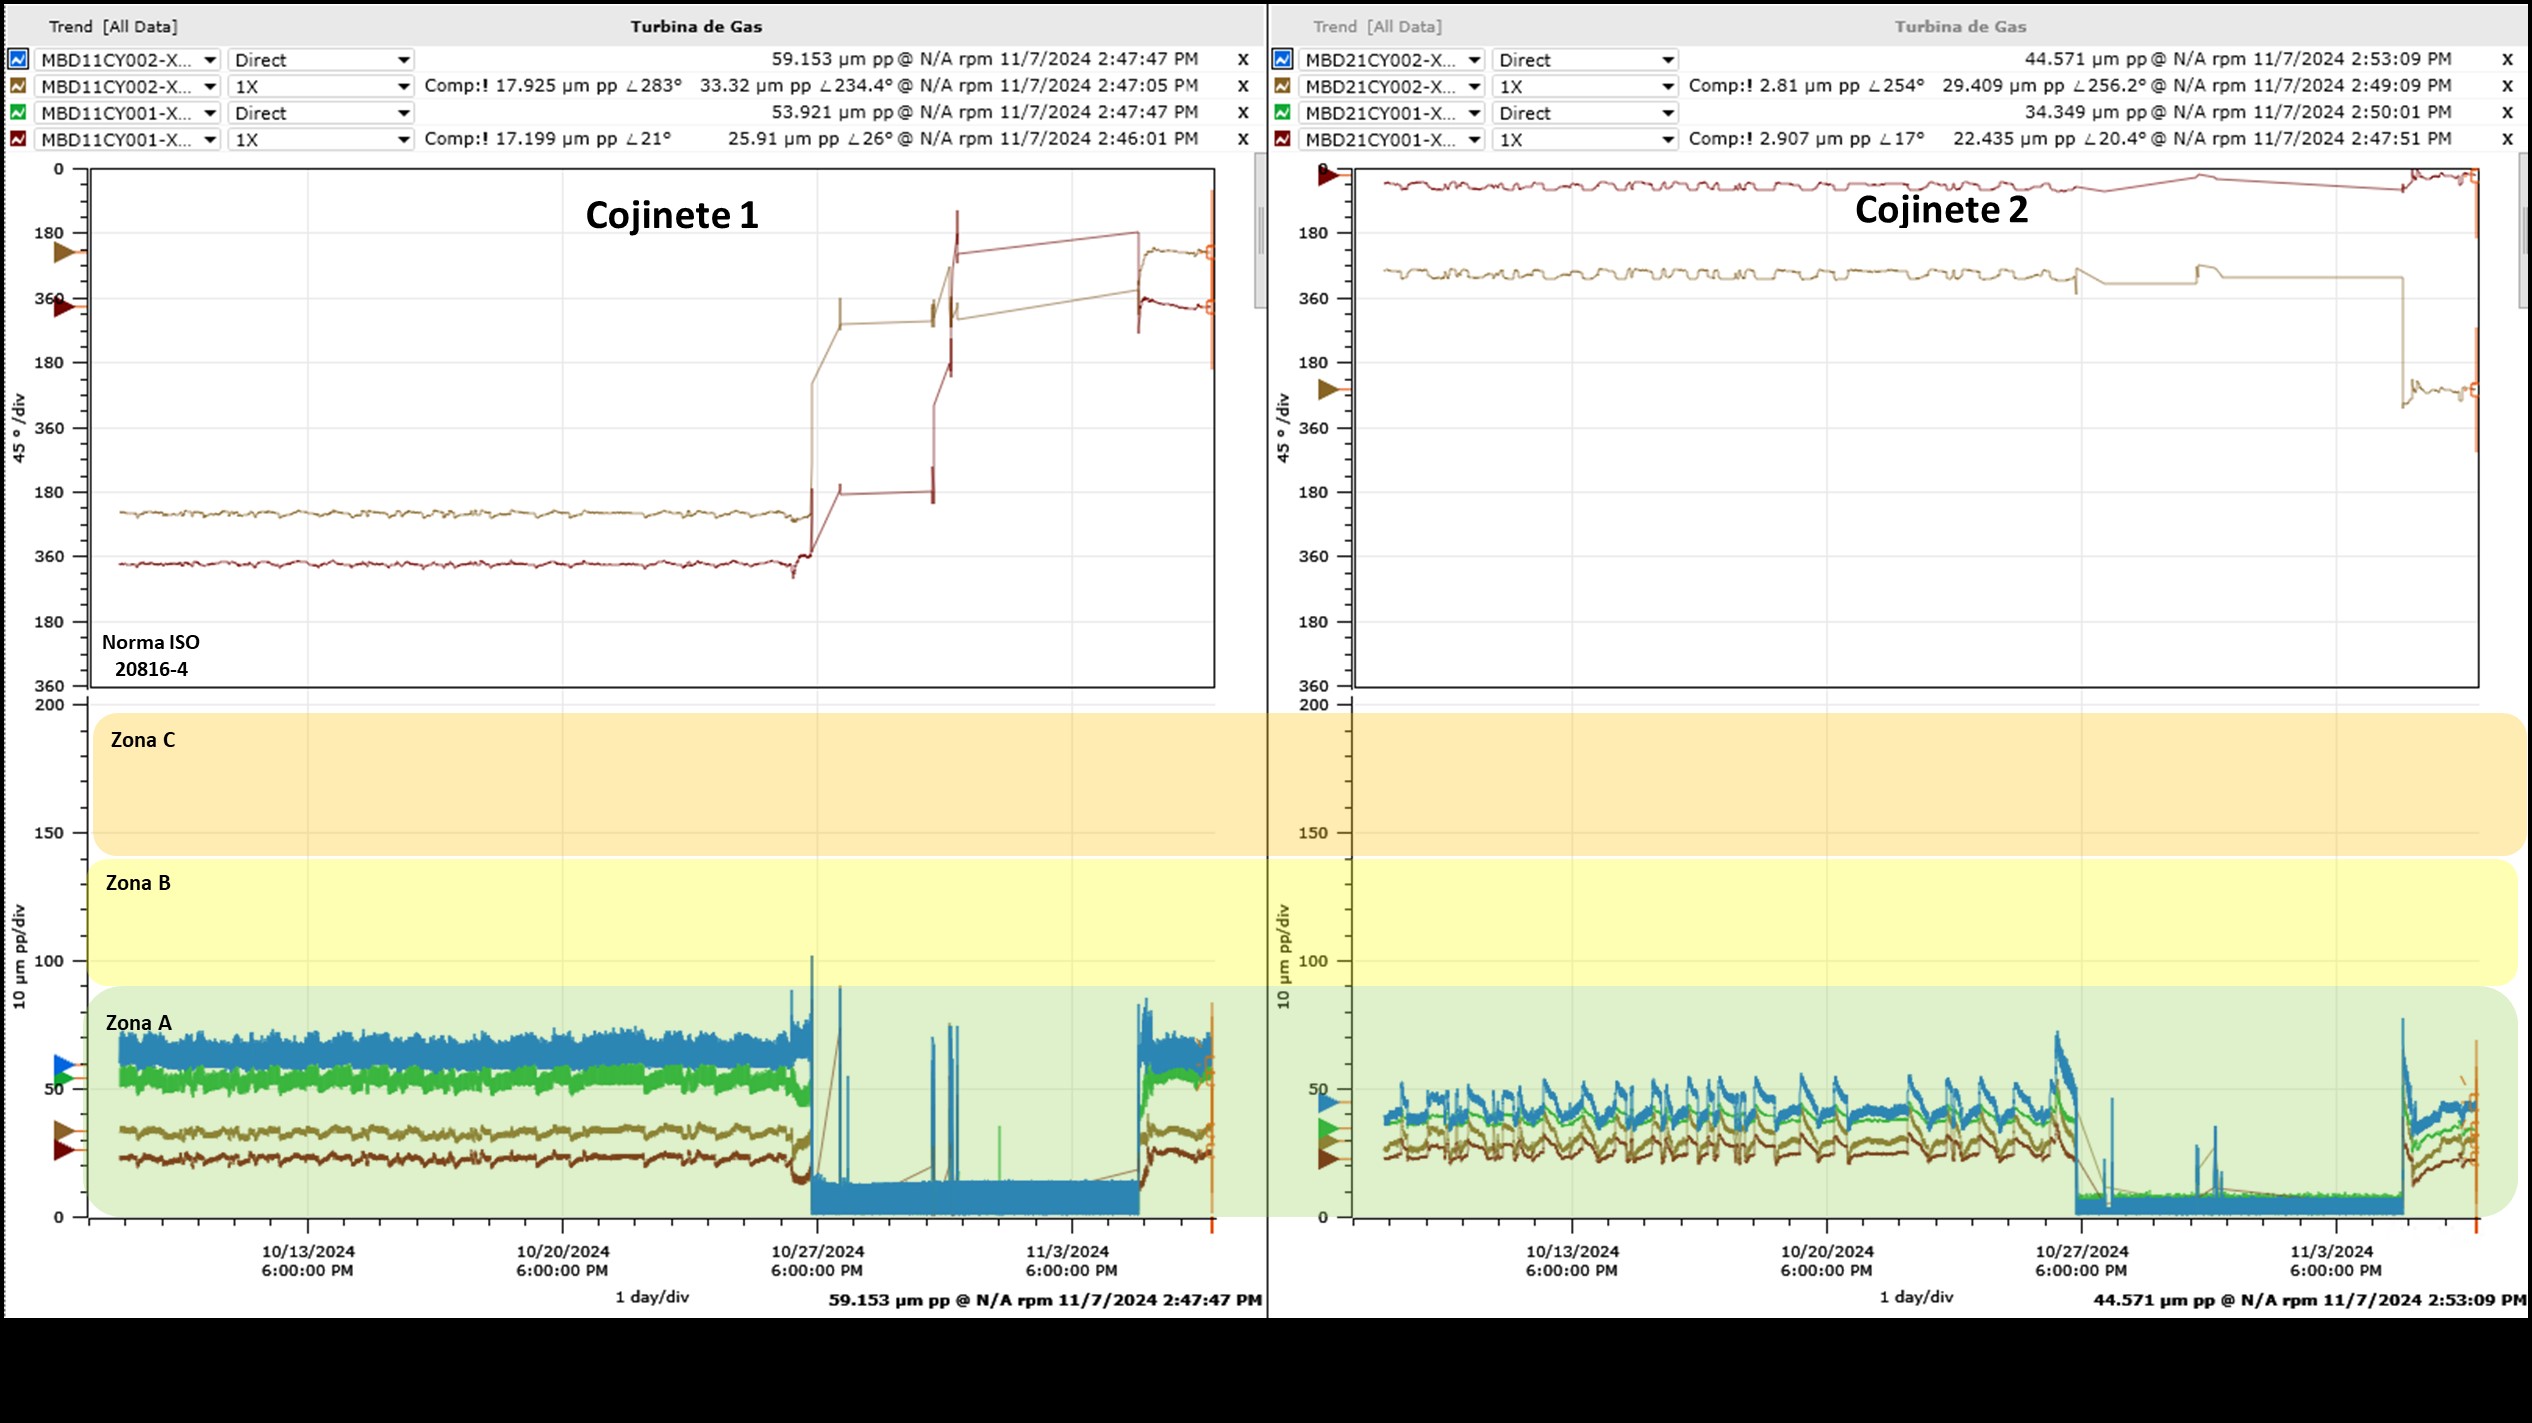 Trend [All Data]
Turbina de Gas
MBD11CY002-X... Direct 59.153 µm pp @ N/A rpm 11/7/2024 2:47:47 PM X
MBD11CY002-X... 1X Comp:! 17.925 µm pp ∠283° 33.32 µm pp ∠234.4° @ N/A rpm 11/7/2024 2:47:05 PM X
MBD11CY001-X... Direct 53.921 µm pp @ N/A rpm 11/7/2024 2:47:47 PM X
MBD11CY001-X... 1X Comp:! 17.199 µm pp ∠21° 25.91 µm pp ∠26° @ N/A rpm 11/7/2024 2:46:01 PM X
Cojinete 1
0
180
360
180
360
180
360
180
360
45 ° /div
Norma ISO
20816-4
200
150
100
50
0
10 µm pp/div
Zona C
Zona B
Zona A
10/13/2024 10/20/2024 10/27/2024 11/3/2024
6:00:00 PM 6:00:00 PM 6:00:00 PM 6:00:00 PM
1 day/div 59.153 µm pp @ N/A rpm 11/7/2024 2:47:47 PM
Trend [All Data]
Turbina de Gas
MBD21CY002-X... Direct 44.571 µm pp @ N/A rpm 11/7/2024 2:53:09 PM X
MBD21CY002-X... 1X Comp:! 2.81 µm pp ∠254° 29.409 µm pp ∠256.2° @ N/A rpm 11/7/2024 2:49:09 PM X
MBD21CY001-X... Direct 34.349 µm pp @ N/A rpm 11/7/2024 2:50:01 PM X
MBD21CY001-X... 1X Comp:! 2.907 µm pp ∠17° 22.435 µm pp ∠20.4° @ N/A rpm 11/7/2024 2:47:51 PM X
Cojinete 2
0
180
360
180
360
180
360
180
360
45 ° /div
200
150
100
50
0
10 µm pp/div
10/13/2024 10/20/2024 10/27/2024 11/3/2024
6:00:00 PM 6:00:00 PM 6:00:00 PM 6:00:00 PM
1 day/div 44.571 µm pp @ N/A rpm 11/7/2024 2:53:09 PM